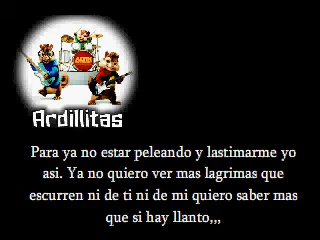 Ardillitas
Para ya no estar peleando y lastimarme yo
asi. Ya no quiero ver mas lagrimas que
escurren ni de ti ni de mi quiero saber mas
que si hay llanto,,,